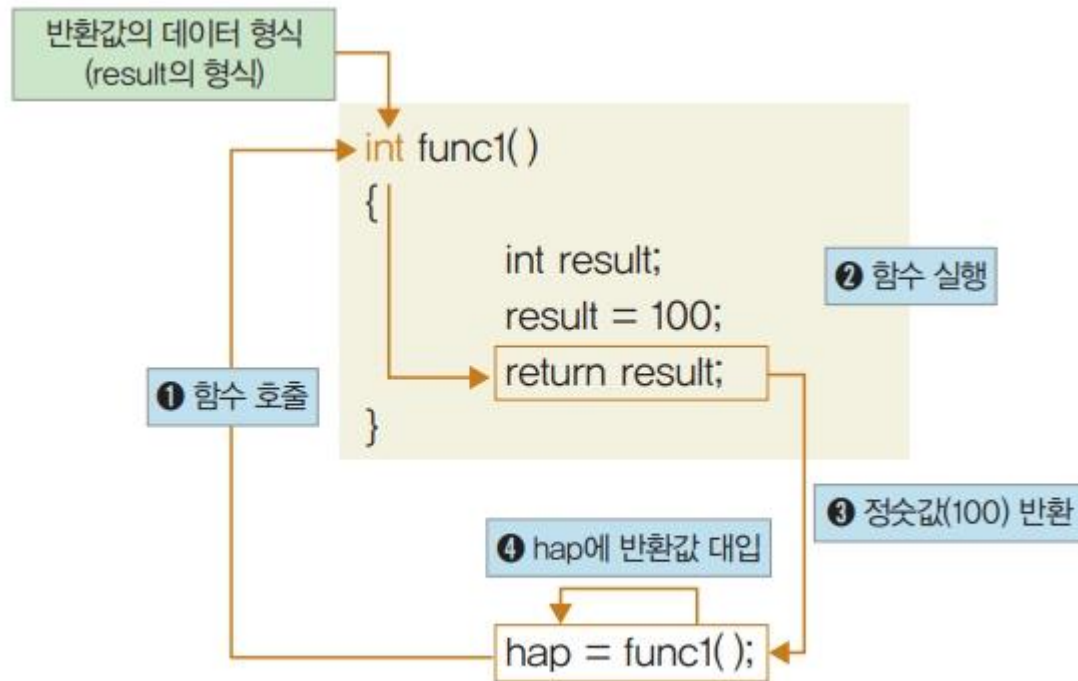 반환값의 데이터 형식
(result의 형식)
int func1( )
{
int result;
❷ 함수 실행
result = 100;
return result;
❶ 함수 호출
}
❸ 정숫값(100) 반환
❹ hap에 반환값 대입
hap = func1( );